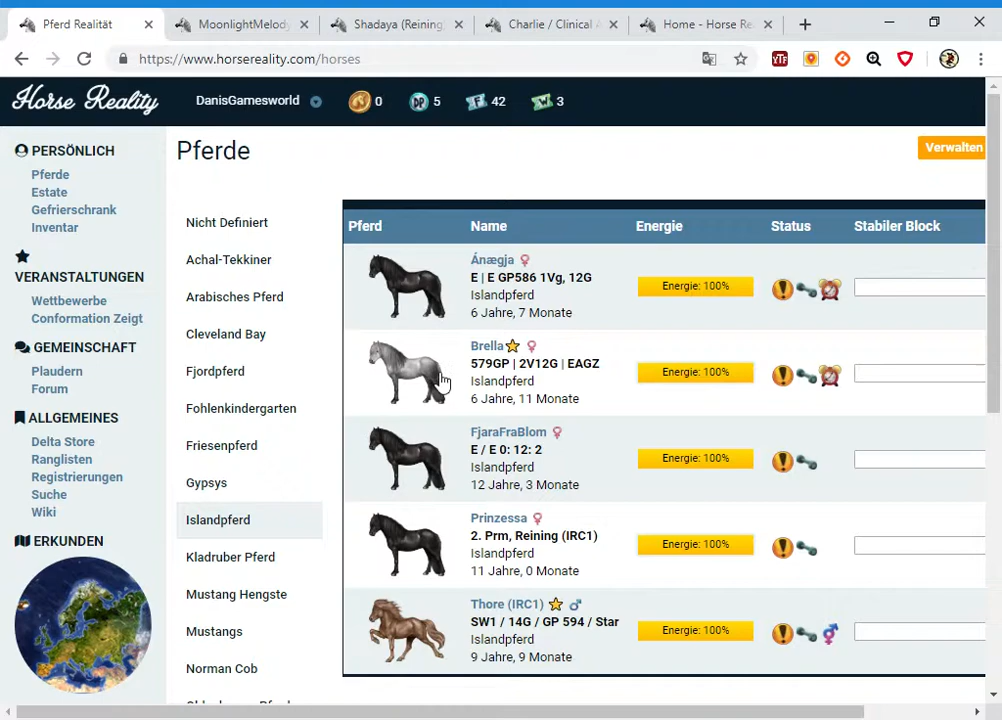 Pferd Realität
MoonlightMelody
Shadaya (Reining,
Charlie / Clinical A
Home - Horse Re
https://www.horsereality.com/horses
YTF
Horse Reality
DanisGamesworld
0
DP 5
F 42
W 3
PERSÖNLICH
Pferde
Estate
Gefrierschrank
Inventar
VERANSTALTUNGEN
Wettbewerbe
Conformation Zeigt
GEMEINSCHAFT
Plaudern
Forum
ALLGEMEINES
Delta Store
Ranglisten
Registrierungen
Suche
Wiki
ERKUNDEN
Pferde
Verwalten
Nicht Definiert
Achal-Tekkiner
Arabisches Pferd
Cleveland Bay
Fjordpferd
Fohlenkindergarten
Friesenpferd
Gypsys
Islandpferd
Kladruber Pferd
Mustang Hengste
Mustangs
Norman Cob
Pferd Name Energie Status Stabiler Block
Ánægja
E | E GP586 1Vg, 12G
Islandpferd
6 Jahre, 7 Monate
Energie: 100%
Brella
579GP | 2V12G | EAGZ
Islandpferd
6 Jahre, 11 Monate
Energie: 100%
FjaraFraBlom
E / E 0: 12: 2
Islandpferd
12 Jahre, 3 Monate
Energie: 100%
Prinzessa
2. Prm, Reining (IRC1)
Islandpferd
11 Jahre, 0 Monate
Energie: 100%
Thore (IRC1)
SW1 / 14G / GP 594 / Star
Islandpferd
9 Jahre, 9 Monate
Energie: 100%